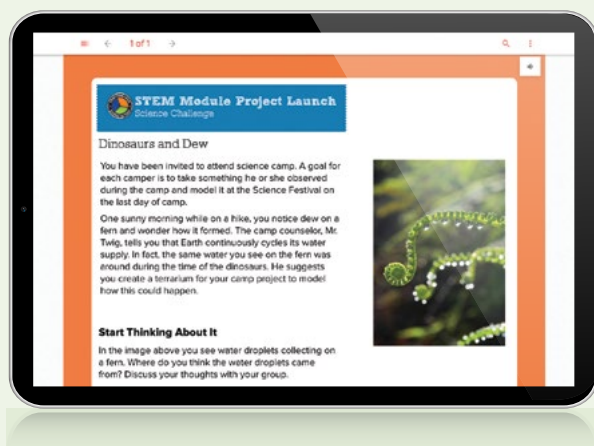 1 of 1
STEM Module Project Launch
Science Challenge
Dinosaurs and Dew
You have been invited to attend science camp. A goal for
each camper is to take something he or she observed
during the camp and model it at the Science Festival on
the last day of camp.
One sunny morning while on a hike, you notice dew on a
fern and wonder how it formed. The camp counselor, Mr.
Twig, tells you that Earth continuously cycles its water
supply. In fact, the same water you see on the fern was
around during the time of the dinosaurs. He suggests
you create a terrarium for your camp project to model
how this could happen.
Start Thinking About It
In the image above you see water droplets collecting on
a fern. Where do you think the water droplets came
from? Discuss your thoughts with your group.